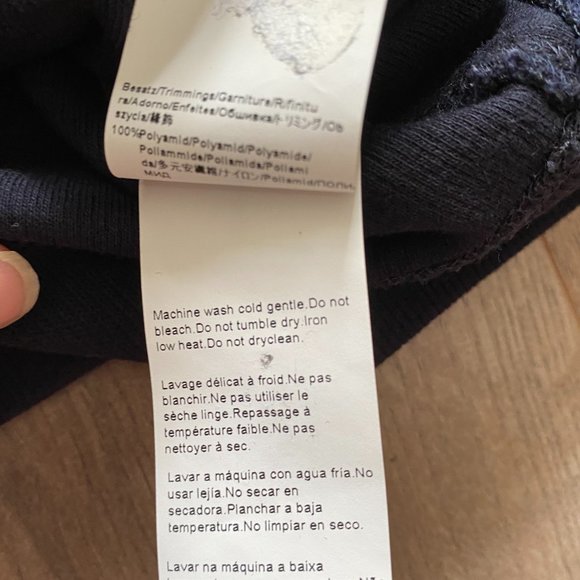 Besatz/Trimmings/Garniture/Rifinitu
ra/Adorno/Enfeites/Обшивка/トリミング/Ob
szycia/
100%Polyamid/Polyamid/Polyamide/
Poliammide/Poliamida/Poliami
da/多元安纖維/ナイロン/Poliamid/Поли
мид
Machine wash cold gentle.Do not
bleach.Do not tumble dry.Iron
low heat.Do not dryclean.
Lavage délicat à froid.Ne pas
blanchir.Ne pas utiliser le
sèche linge.Repassage à
température faible.Ne pas
nettoyer à sec.
Lavar a máquina con agua fría.No
usar lejía.No secar en
secadora.Planchar a baja
temperatura.No limpiar en seco.
Lavar na máquina a baixa